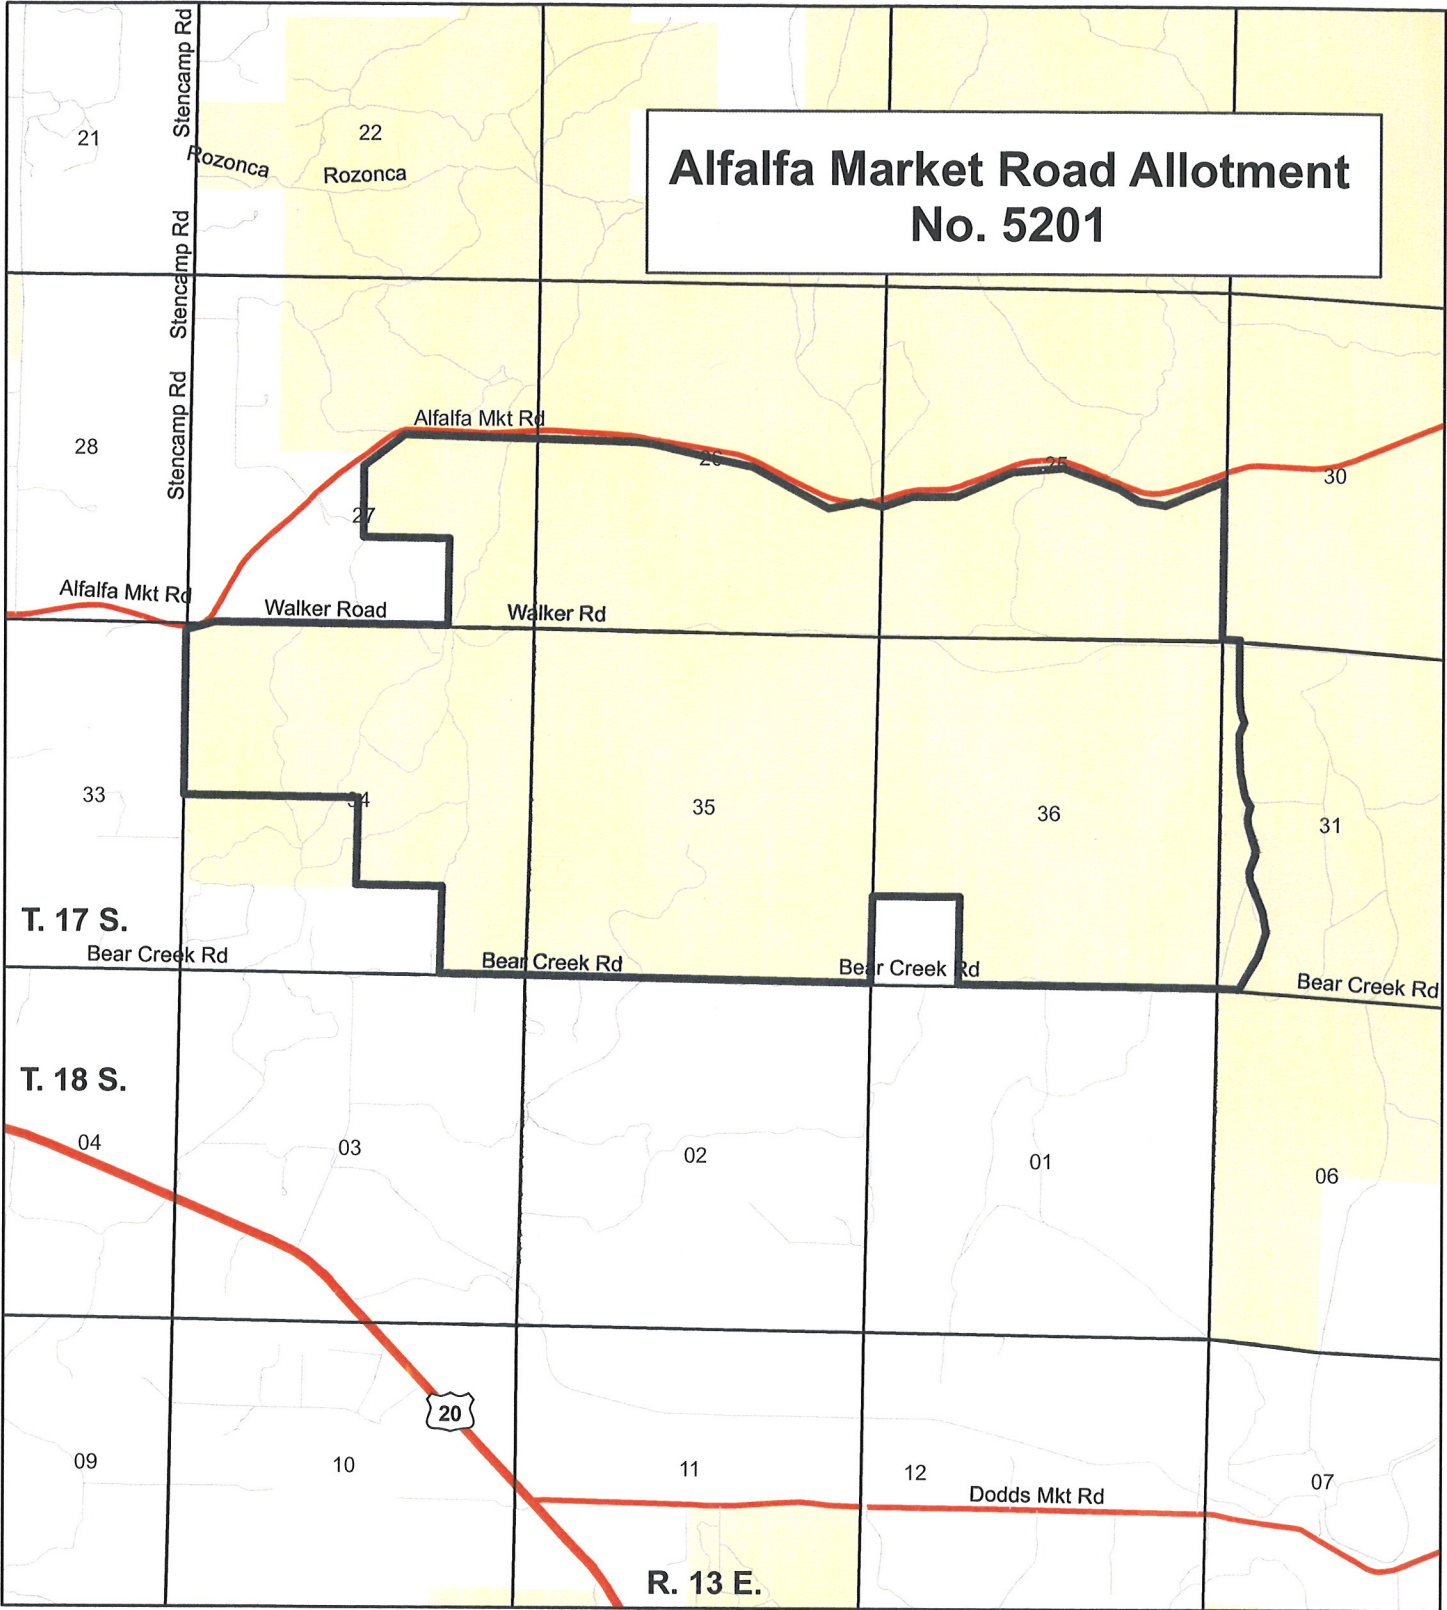 Stencamp Rd
21
22
Rozonca
Rozonca
Alfalfa Market Road Allotment
No. 5201
Stencamp Rd
Stencamp Rd
28
Alfalfa Mkt Rd
26
25
30
27
Alfalfa Mkt Rd
Walker Road
Walker Rd
33
34
35
36
31
T. 17 S.
Bear Creek Rd
Bear Creek Rd
Bear Creek Rd
Bear Creek Rd
T. 18 S.
04
03
02
01
06
20
09
10
11
12
07
Dodds Mkt Rd
R. 13 E.